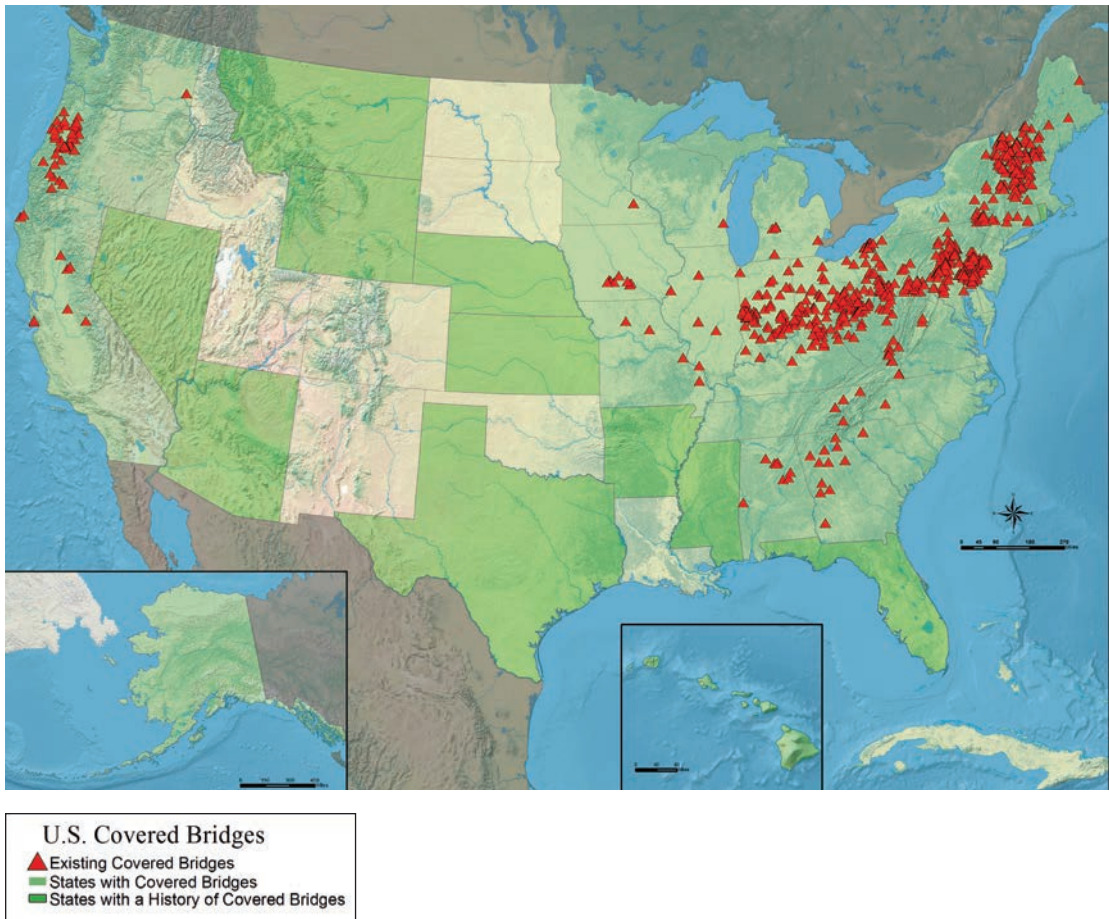 U.S. Covered Bridges
Existing Covered Bridges
States with Covered Bridges
States with a History of Covered Bridges